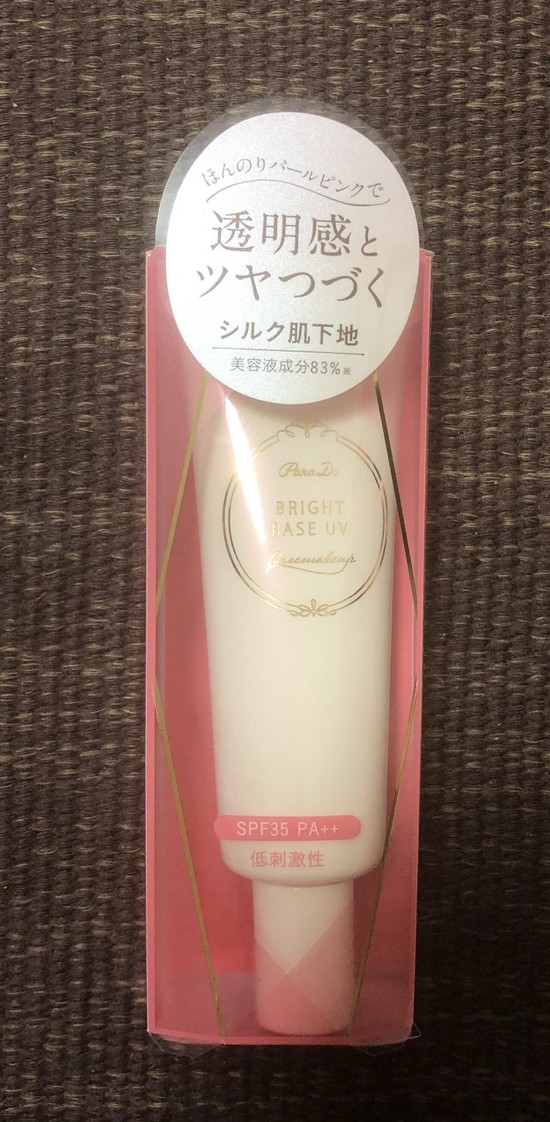 ほんのりパールピンクで
透明感と
ツヤつづく
シルク肌下地
美容液成分83%※
ParaDo
BRIGHT
BASE UV
Basemakeup
SPF35 PA++
低刺激性